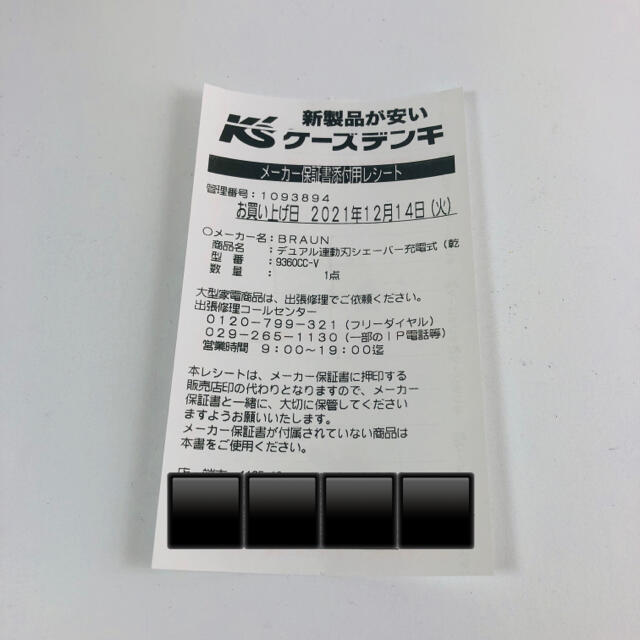 新製品が安い
K's ケーズデンキ
メーカー保証書添付用レシート
管理番号：1093894
お買い上げ日 2021年12月14日(火)
○メーカー名：BRAUN
商品名：デュアル連動刃シェーバー充電式(乾
型番：9360CC-V
数量：1点
大型家電商品は、出張修理でご依頼ください。
出張修理コールセンター
0120-799-321(フリーダイヤル)
029-265-1130(一部のIP電話等)
営業時間 9:00~19:00迄
本レシートは、メーカー保証書に押印する
販売店印の代わりとなりますので、メーカー
保証書と一緒に、大切に保管してください
ますようお願いいたします。
メーカー保証書が付属されていない商品は
本書をご使用ください。